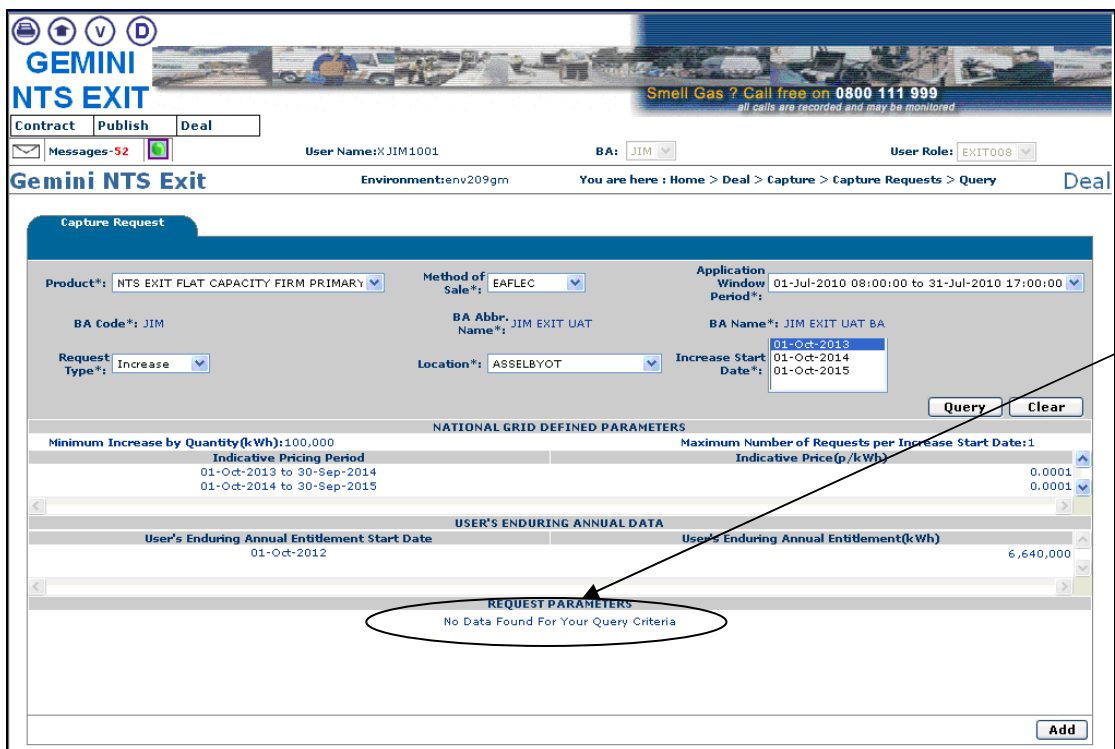 V D
GEMINI
NTS EXIT
Smell Gas ? Call free on 0800 111 999
all calls are recorded and may be monitored
Contract Publish Deal
Messages-52 User Name:XJIM1001 BA: JIM User Role: EXIT008
Gemini NTS Exit Environment:env209gm You are here : Home > Deal > Capture > Capture Requests > Query Deal
Capture Request
Product*: NTS EXIT FLAT CAPACITY FIRM PRIMARY Method of Sale*: EAFLEC Application Window Period*: 01-Jul-2010 08:00:00 to 31-Jul-2010 17:00:00
BA Code*: JIM BA Abbr. Name*: JIM EXIT UAT BA Name*: JIM EXIT UAT BA
Request Type*: Increase Location*: ASSELBYOT Increase Start Date*: 01-Oct-2013
01-Oct-2014
01-Oct-2015
Query Clear
NATIONAL GRID DEFINED PARAMETERS
Minimum Increase by Quantity(kWh):100,000 Maximum Number of Requests per Increase Start Date:1
Indicative Pricing Period Indicative Price(p/kWh)
01-Oct-2013 to 30-Sep-2014 0.0001
01-Oct-2014 to 30-Sep-2015 0.0001
USER'S ENDURING ANNUAL DATA
User's Enduring Annual Entitlement Start Date User's Enduring Annual Entitlement(kWh)
01-Oct-2012 6,640,000
REQUEST PARAMETERS
No Data Found For Your Query Criteria
Add